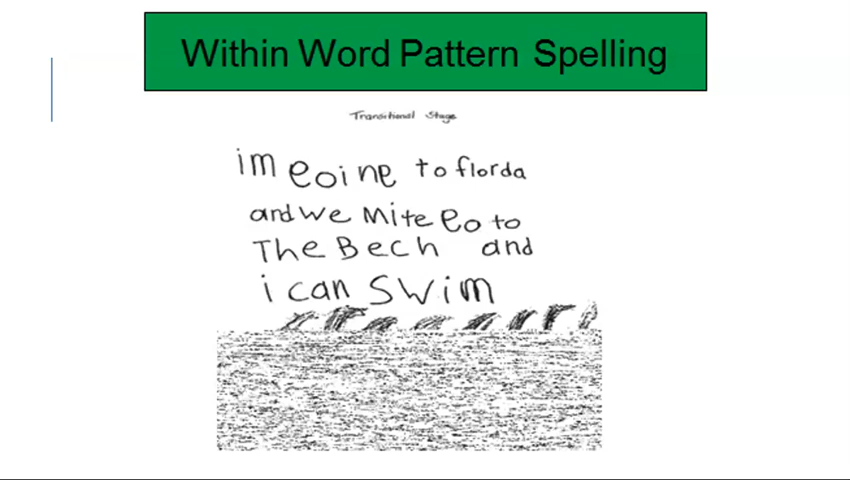 Within Word Pattern Spelling
Transitional Stage
im eoine to florda
and we mite eo to
The Bech and
i can swim